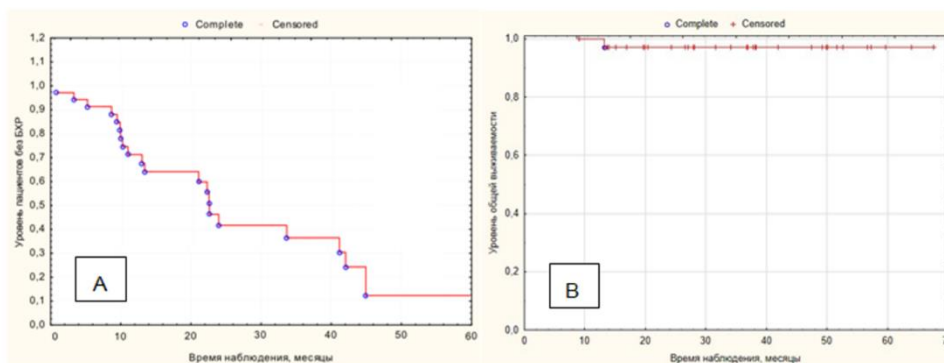 Complete Censored
1,2
1,1
1,0
0,9
0,8
0,7
0,6
0,5
0,4
0,3
0,2
0,1
0,0
Уровень пациентов без БХР
A
0 10 20 30 40 50 60
Время наблюдения, месяцы
Complete Censored
1,0
0,8
0,6
0,4
0,2
0,0
Уровень общей выживаемости
B
0 10 20 30 40 50 60
Время наблюдения, месяцы